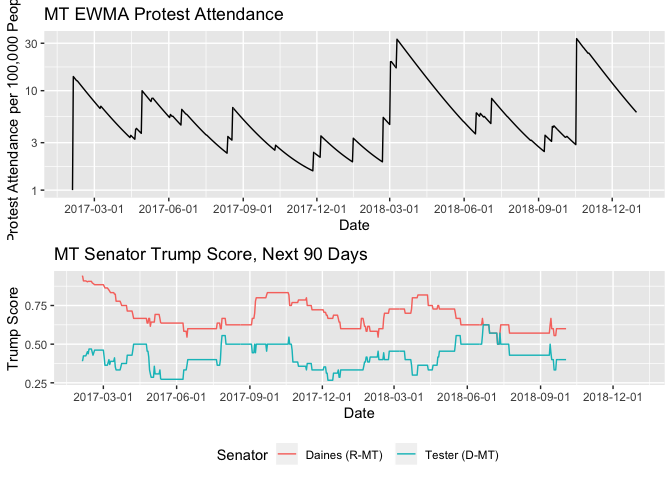 MT EWMA Protest Attendance
Protest Attendance per 100,000 Peop
30
10
3
1
2017-03-01 2017-06-01 2017-09-01 2017-12-01 2018-03-01 2018-06-01 2018-09-01 2018-12-01
Date
MT Senator Trump Score, Next 90 Days
Trump Score
0.75
0.50
0.25
2017-03-01 2017-06-01 2017-09-01 2017-12-01 2018-03-01 2018-06-01 2018-09-01 2018-12-01
Date
Senator Daines (R-MT) Tester (D-MT)